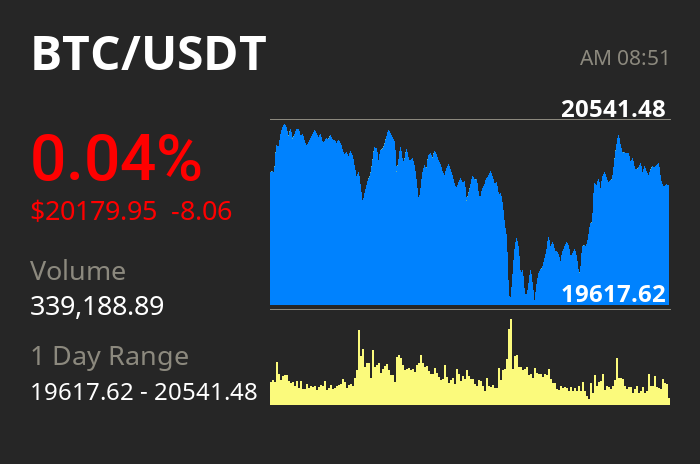 BTC/USDT
AM 08:51
20541.48
0.04%
$20179.95 -8.06
Volume
339,188.89
19617.62
1 Day Range
19617.62 - 20541.48